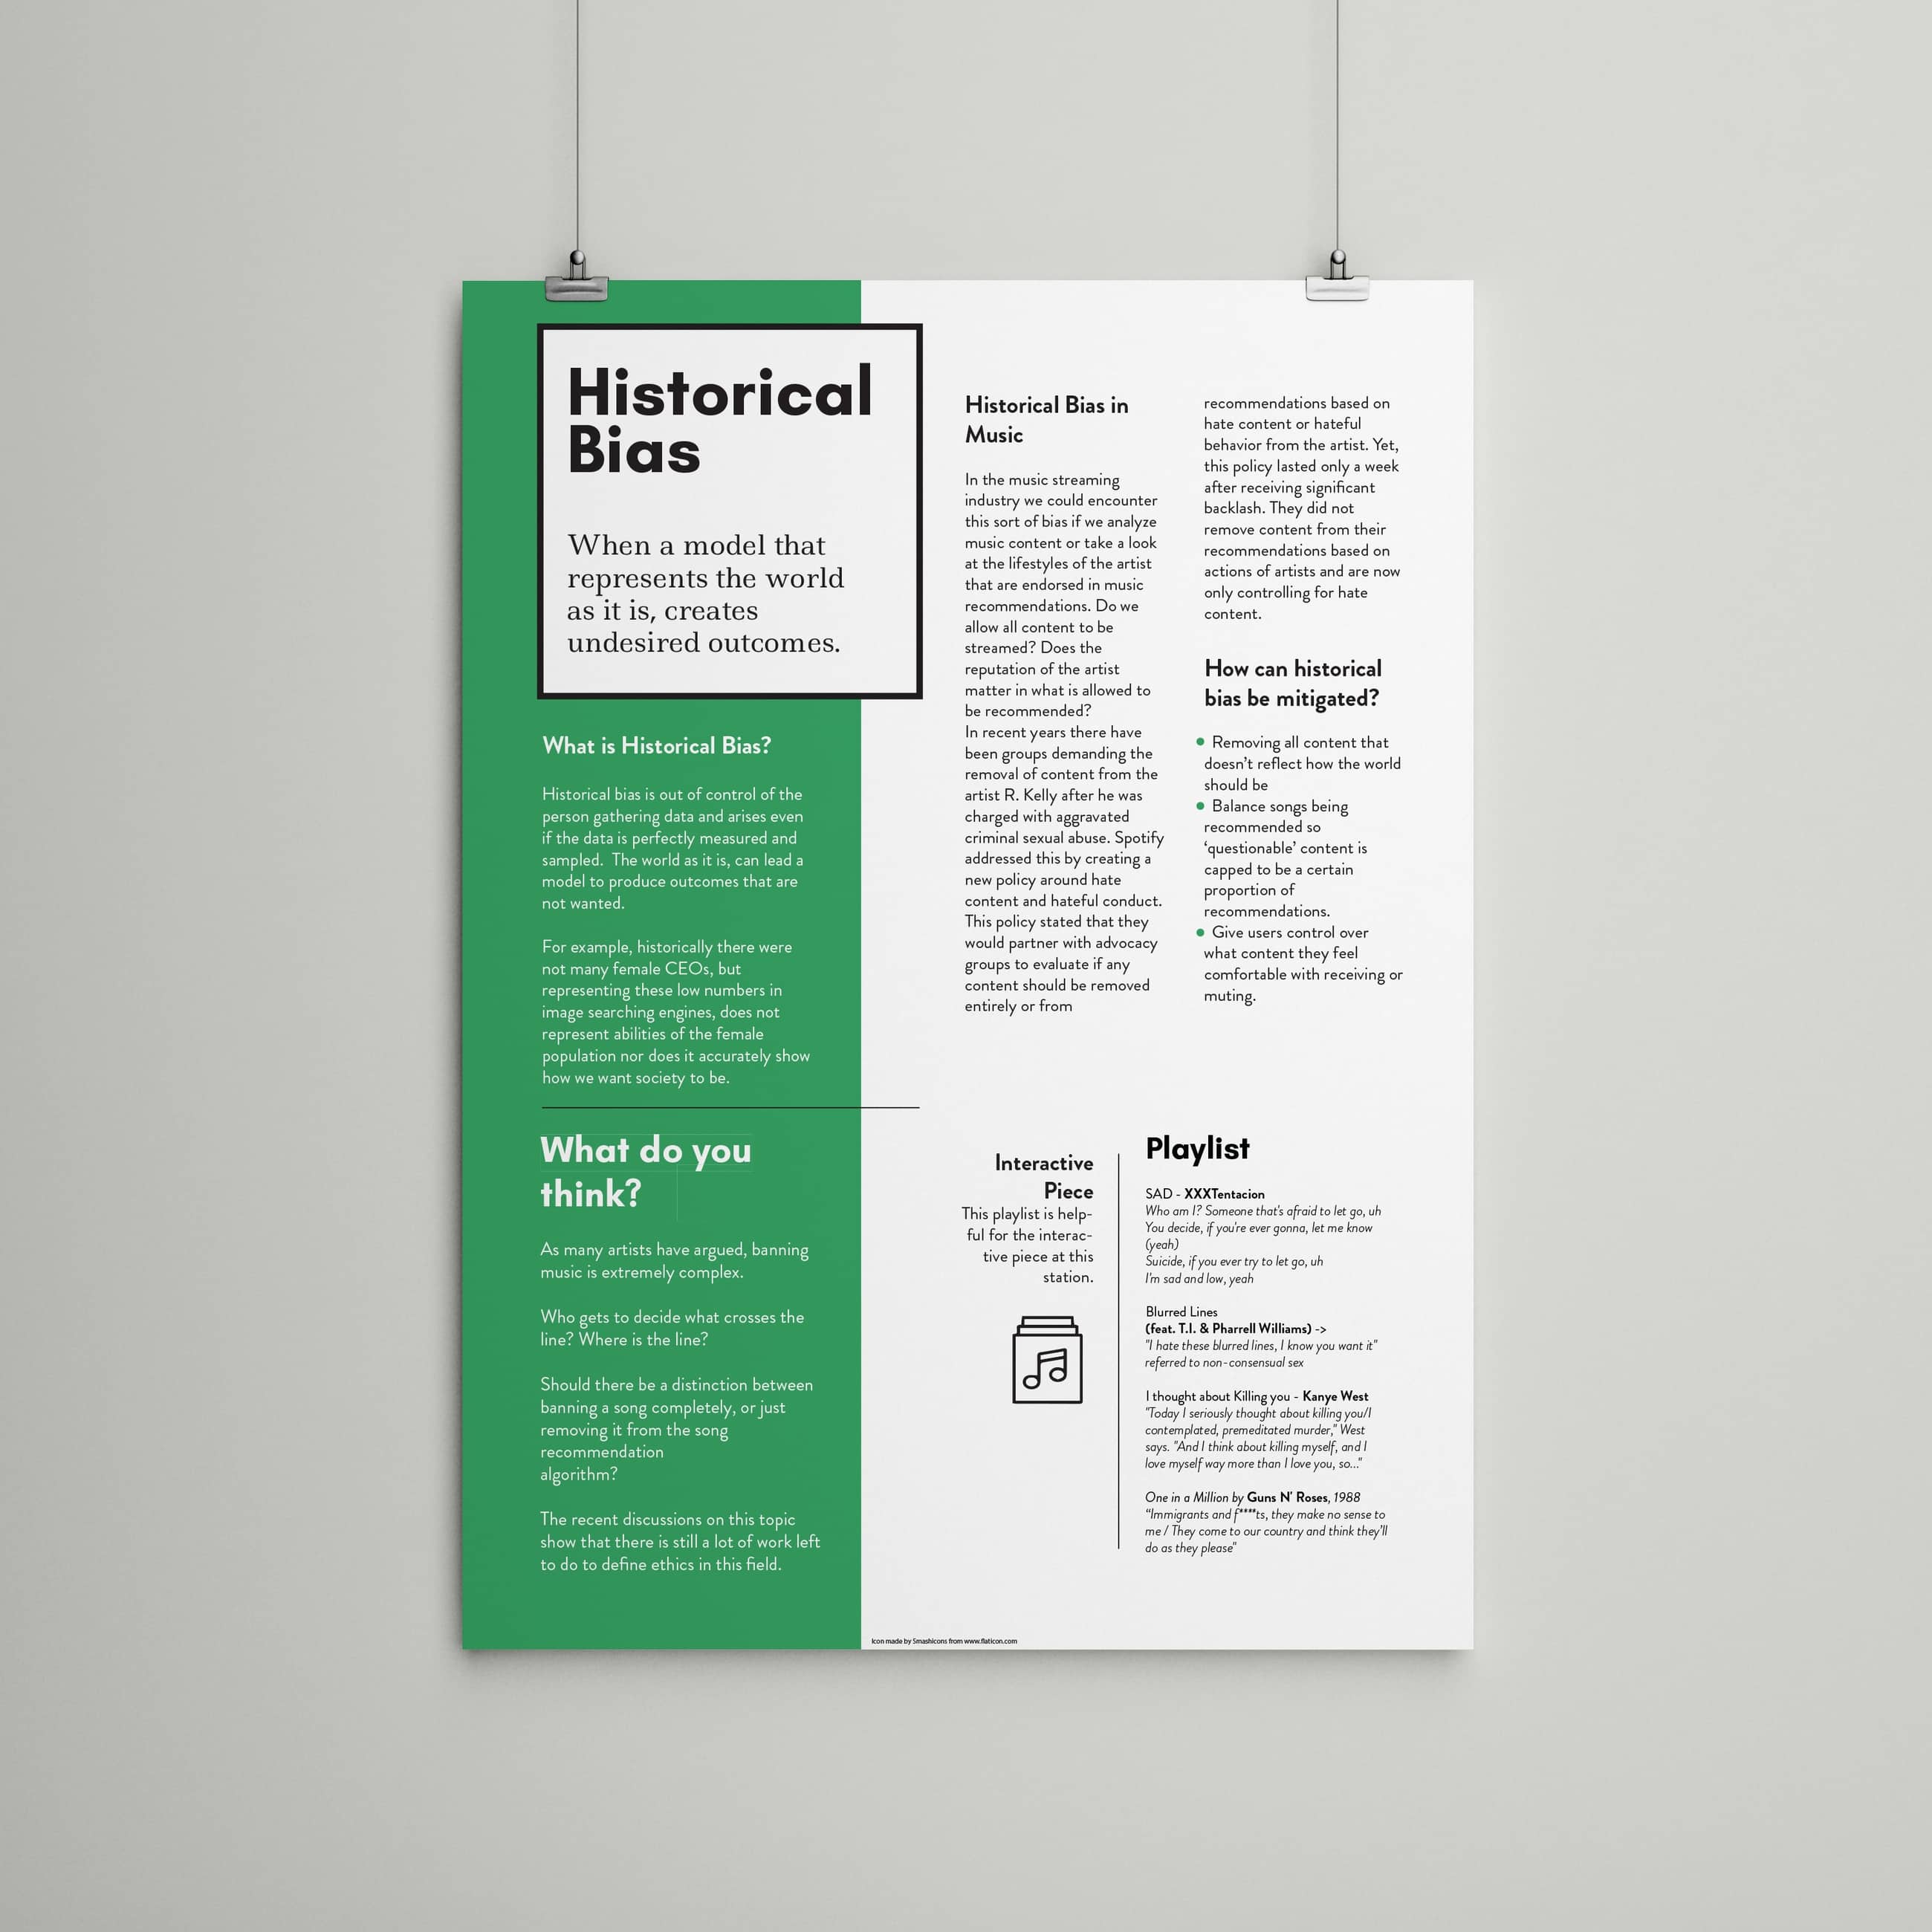 Historical
Bias
When a model that
represents the world
as it is, creates
undesired outcomes.
What is Historical Bias?
Historical bias is out of control of the
person gathering data and arises even
if the data is perfectly measured and
sampled.  The world as it is, can lead a
model to produce outcomes that are
not wanted.
For example, historically there were
not many female CEOs, but
representing these low numbers in
image searching engines, does not
represent abilities of the female
population nor does it accurately show
how we want society to be.
What do you
think?
As many artists have argued, banning
music is extremely complex.
Who gets to decide what crosses the
line? Where is the line?
Should there be a distinction between
banning a song completely, or just
removing it from the song
recommendation
algorithm?
The recent discussions on this topic
show that there is still a lot of work left
to do to define ethics in this field.
Historical Bias in
Music
In the music streaming
industry we could encounter
this sort of bias if we analyze
music content or take a look
at the lifestyles of the artist
that are endorsed in music
recommendations. Do we
allow all content to be
streamed? Does the
reputation of the artist
matter in what is allowed to
be recommended?
In recent years there have
been groups demanding the
removal of content from the
artist R. Kelly after he was
charged with aggravated
criminal sexual abuse. Spotify
addressed this by creating a
new policy around hate
content and hateful conduct.
This policy stated that they
would partner with advocacy
groups to evaluate if any
content should be removed
entirely or from
recommendations based on
hate content or hateful
behavior from the artist. Yet,
this policy lasted only a week
after receiving significant
backlash. They did not
remove content from their
recommendations based on
actions of artists and are now
only controlling for hate
content.
How can historical
bias be mitigated?
• Removing all content that
doesn't reflect how the world
should be
• Balance songs being
recommended so
'questionable' content is
capped to be a certain
proportion of
recommendations.
• Give users control over
what content they feel
comfortable with receiving or
muting.
Interactive
Piece
This playlist is help-
ful for the interac-
tive piece at this
station.
Playlist
SAD - XXXTentacion
Who am I? Someone that's afraid to let go, uh
You decide, if you're ever gonna, let me know
(yeah)
Suicide, if you ever try to let go, uh
I'm sad and low, yeah
Blurred Lines
(feat. T.I. & Pharrell Williams) ->
"I hate these blurred lines, I know you want it"
referred to non-consensual sex
I thought about Killing you - Kanye West
"Today I seriously thought about killing you/I
contemplated, premeditated murder," West
says. "And I think about killing myself, and I
love myself way more than I love you, so..."
One in a Million by Guns N' Roses, 1988
"Immigrants and f****ts, they make no sense to
me / They come to our country and think they'll
do as they please"
Icon made by Smashicons from www.flaticon.com